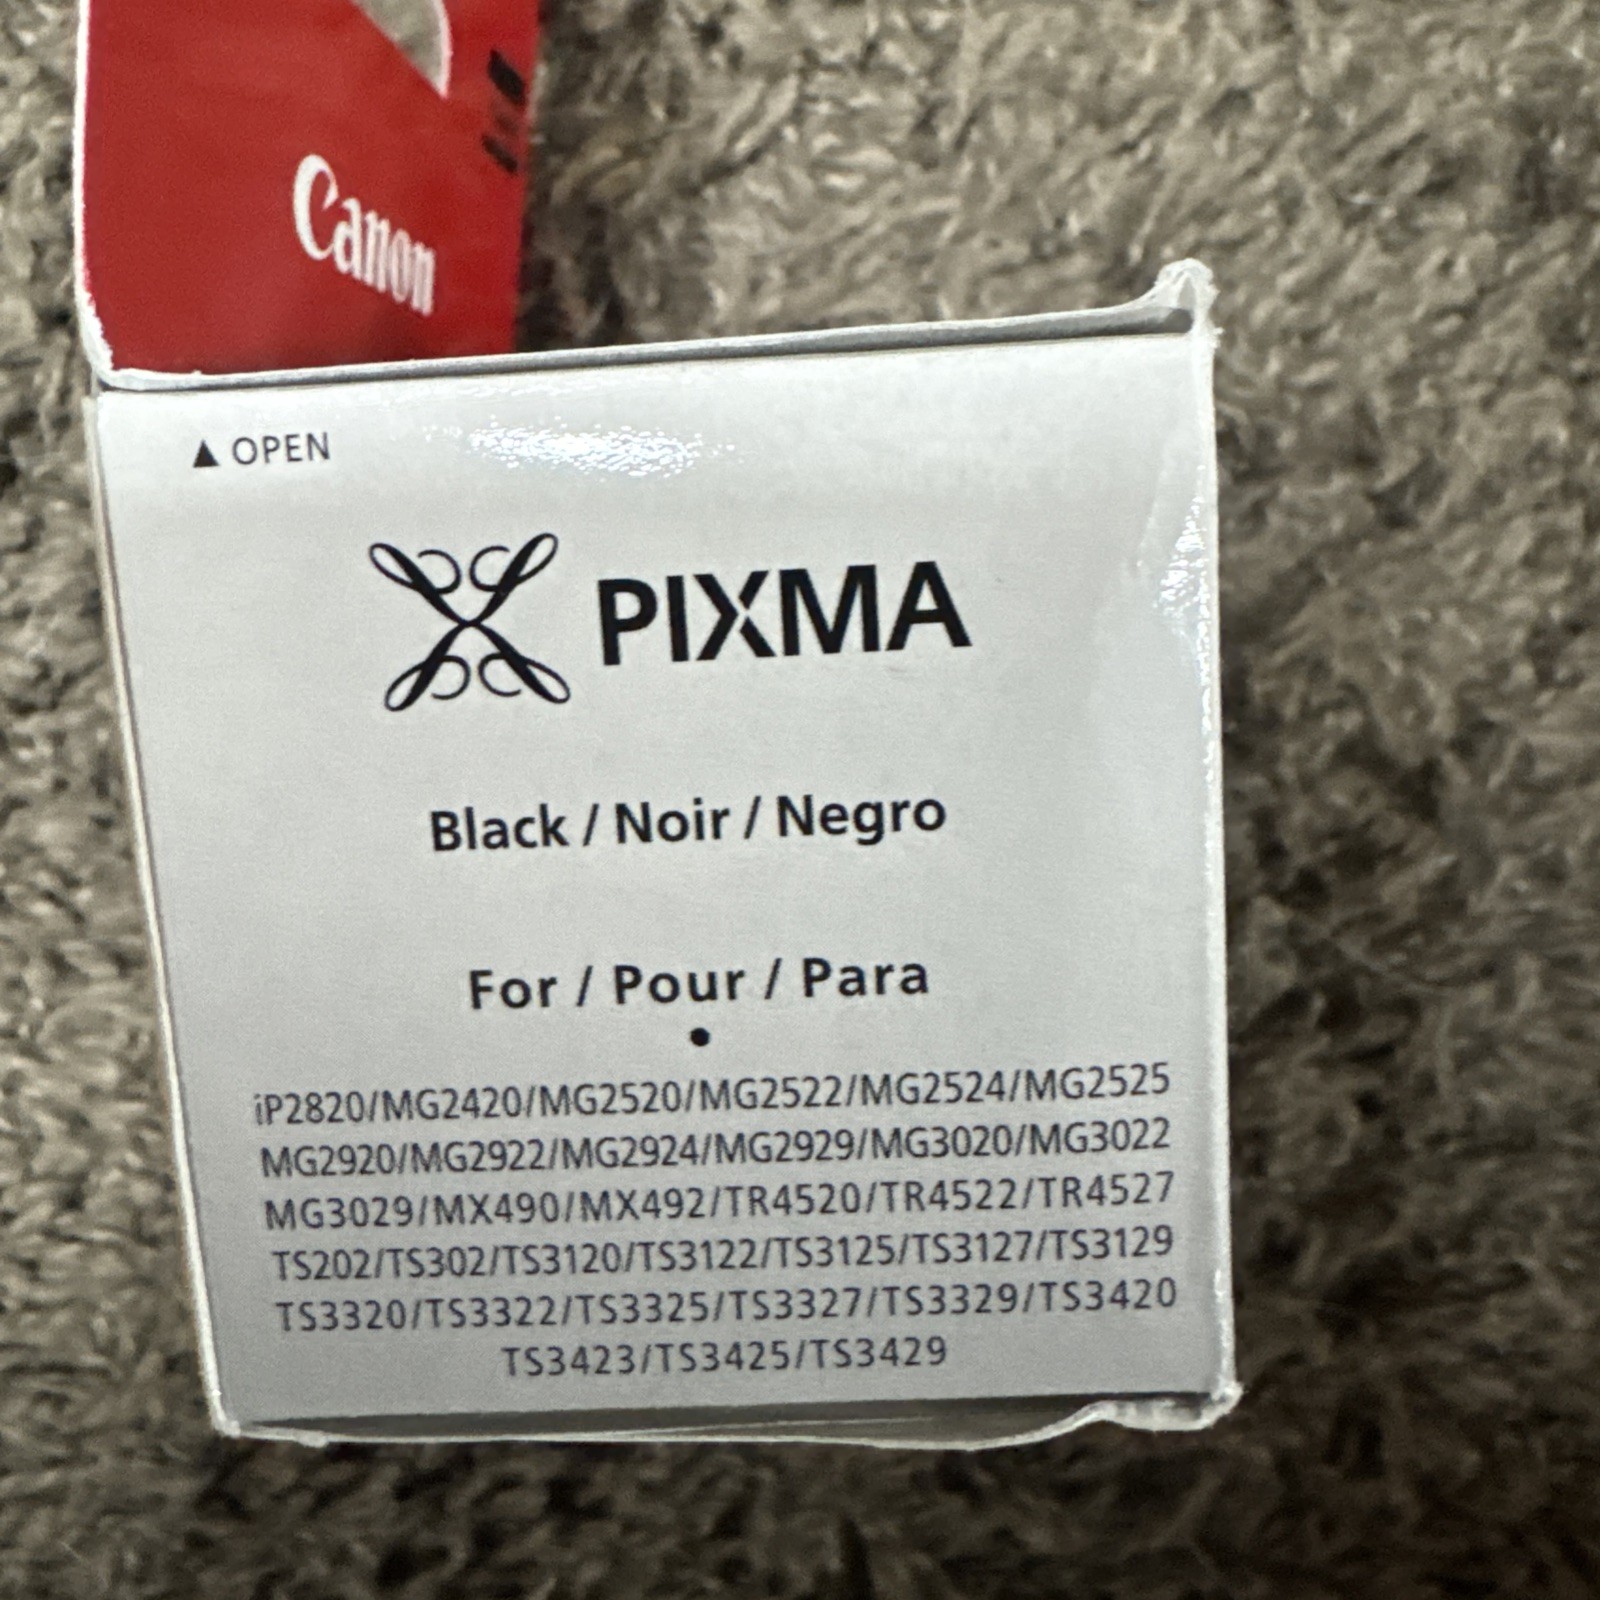 Canon
▲ OPEN
PIXMA
Black / Noir / Negro
For / Pour / Para
•
iP2820/MG2420/MG2520/MG2522/MG2524/MG2525
MG2920/MG2922/MG2924/MG2929/MG3020/MG3022
MG3029/MX490/MX492/TR4520/TR4522/TR4527
TS202/TS302/TS3120/TS3122/TS3125/TS3127/TS3129
TS3320/TS3322/TS3325/TS3327/TS3329/TS3420
TS3423/TS3425/TS3429